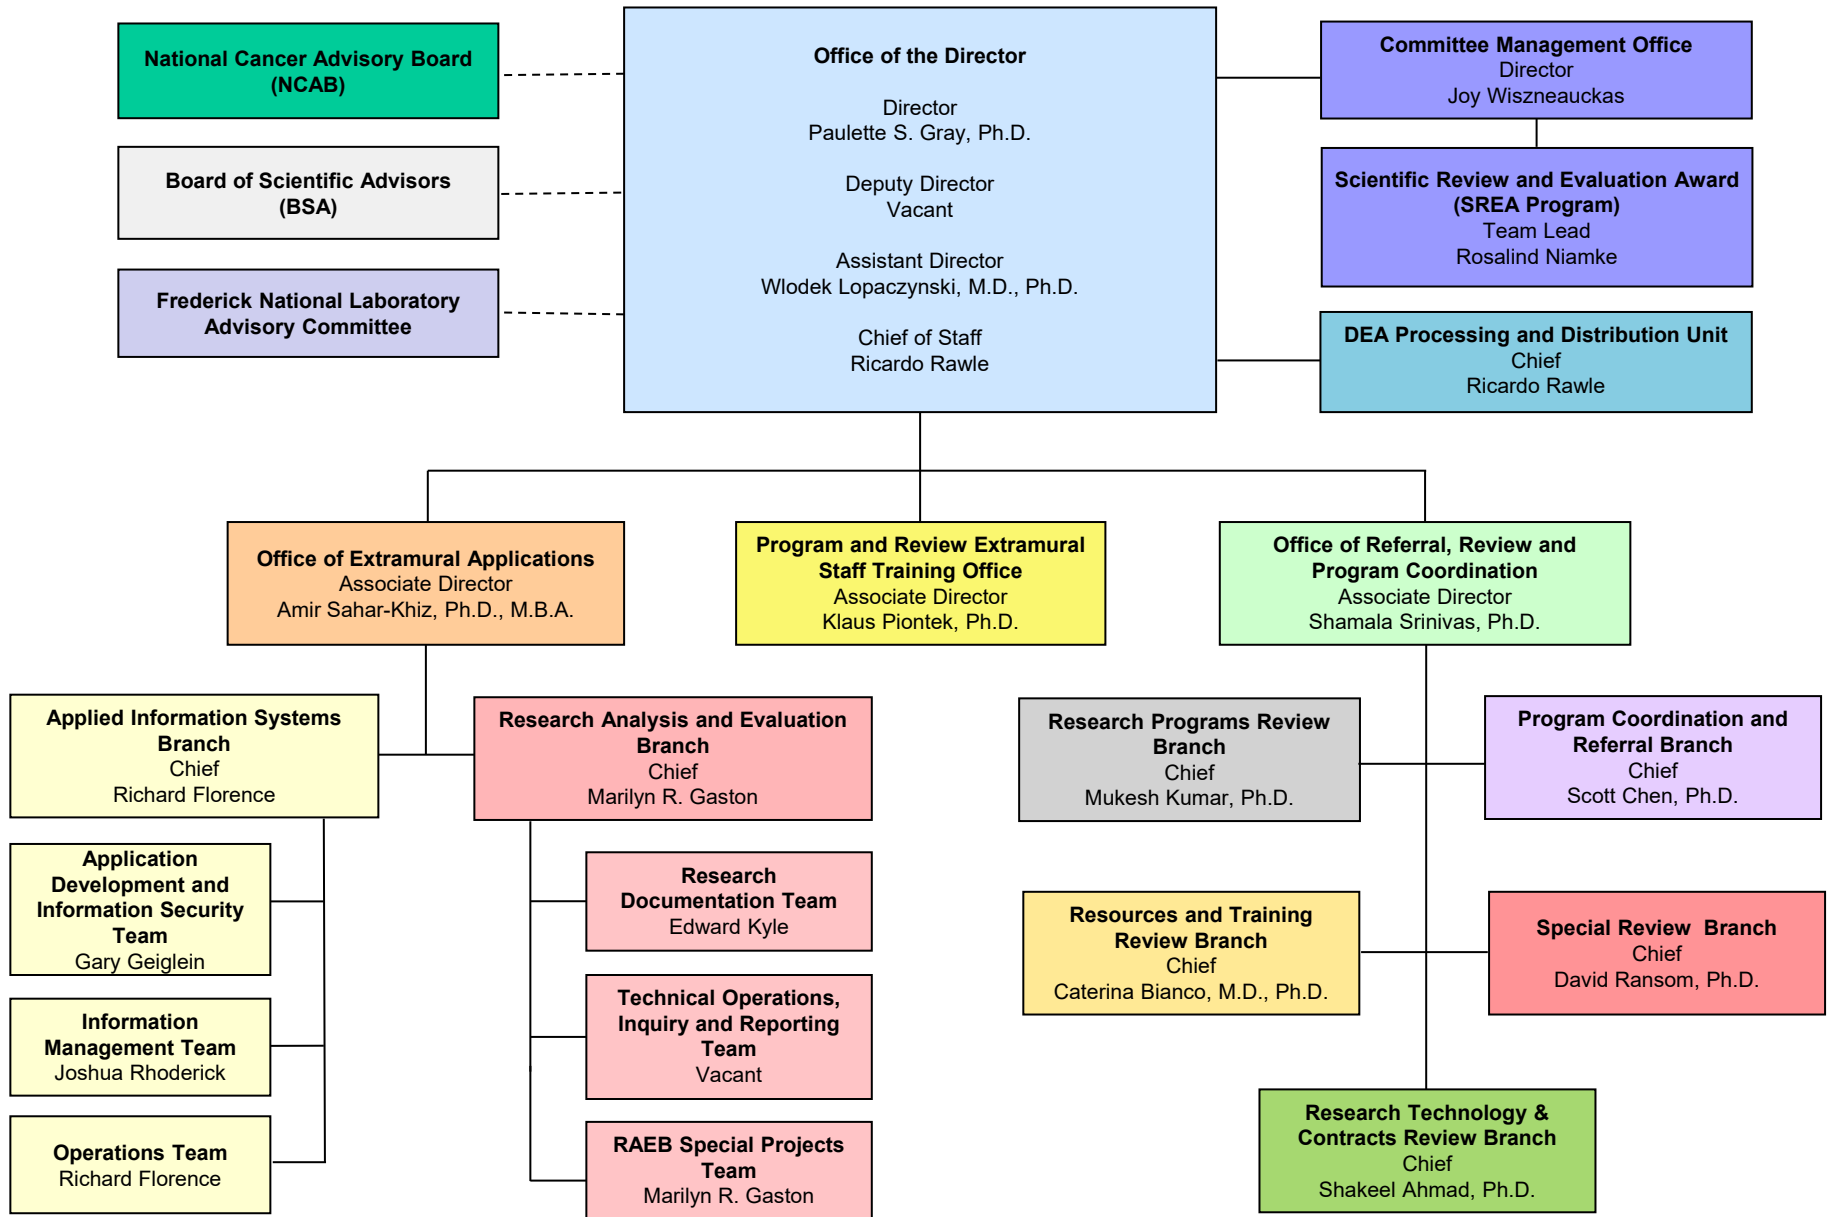 National Cancer Advisory Board
(NCAB)
Board of Scientific Advisors
(BSA)
Frederick National Laboratory
Advisory Committee
Office of the Director
Director
Paulette S. Gray, Ph.D.
Deputy Director
Vacant
Assistant Director
Wlodek Lopaczynski, M.D., Ph.D.
Chief of Staff
Ricardo Rawle
Committee Management Office
Director
Joy Wiszneauckas
Scientific Review and Evaluation Award
(SREA Program)
Team Lead
Rosalind Niamke
DEA Processing and Distribution Unit
Chief
Ricardo Rawle
Office of Extramural Applications
Associate Director
Amir Sahar-Khiz, Ph.D., M.B.A.
Program and Review Extramural
Staff Training Office
Associate Director
Klaus Piontek, Ph.D.
Office of Referral, Review and
Program Coordination
Associate Director
Shamala Srinivas, Ph.D.
Applied Information Systems
Branch
Chief
Richard Florence
Research Analysis and Evaluation
Branch
Chief
Marilyn R. Gaston
Research Programs Review
Branch
Chief
Mukesh Kumar, Ph.D.
Program Coordination and
Referral Branch
Chief
Scott Chen, Ph.D.
Application
Development and
Information Security
Team
Gary Geiglein
Information
Management Team
Joshua Rhoderick
Operations Team
Richard Florence
Research
Documentation Team
Edward Kyle
Technical Operations,
Inquiry and Reporting
Team
Vacant
RAEB Special Projects
Team
Marilyn R. Gaston
Resources and Training
Review Branch
Chief
Caterina Bianco, M.D., Ph.D.
Special Review  Branch
Chief
David Ransom, Ph.D.
Research Technology &
Contracts Review Branch
Chief
Shakeel Ahmad, Ph.D.